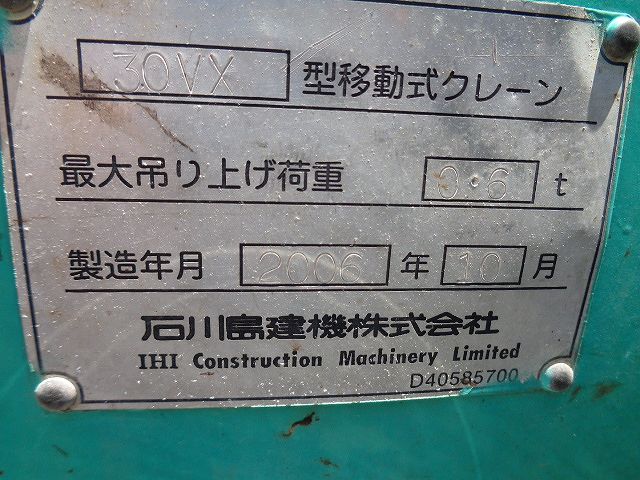 30VX 型移動式クレーン
最大吊り上げ荷重 0.6 t
製造年月 2006 年 10 月
石川島建機株式会社
IHI Construction Machinery Limited
D40585700